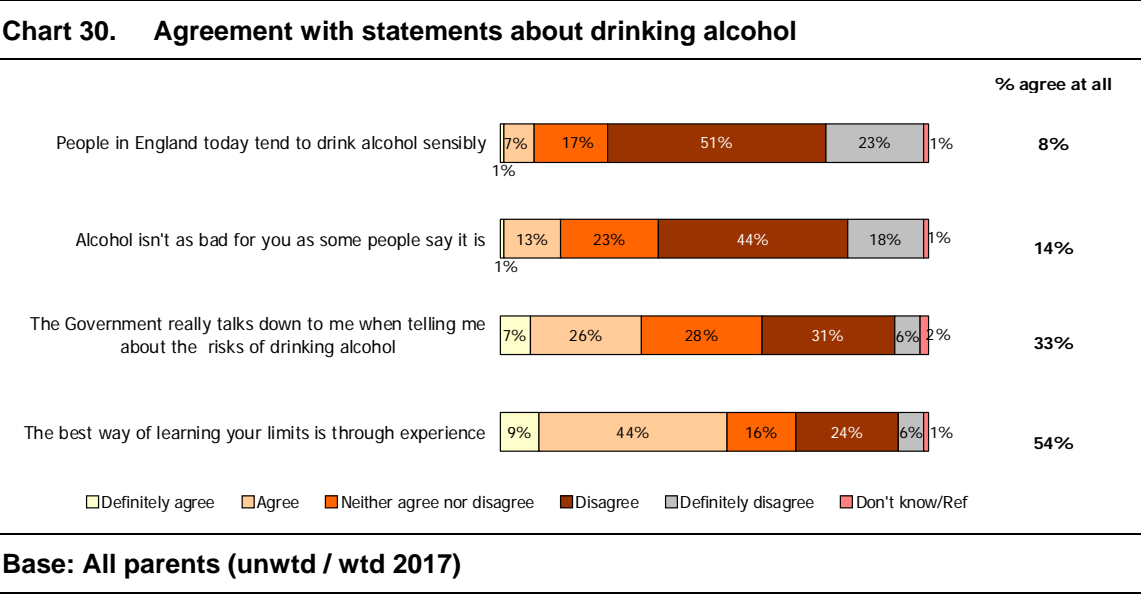 Chart 30. Agreement with statements about drinking alcohol
% agree at all
People in England today tend to drink alcohol sensibly 7% 17% 51% 23% 1% 8%
1%
Alcohol isn't as bad for you as some people say it is 13% 23% 44% 18% 1% 14%
1%
The Government really talks down to me when telling me
about the risks of drinking alcohol
7% 26% 28% 31% 6% 2% 33%
The best way of learning your limits is through experience 9% 44% 16% 24% 6% 1% 54%
Definitely agree Agree Neither agree nor disagree Disagree Definitely disagree Don't know/Ref
Base: All parents (unwtd / wtd 2017)